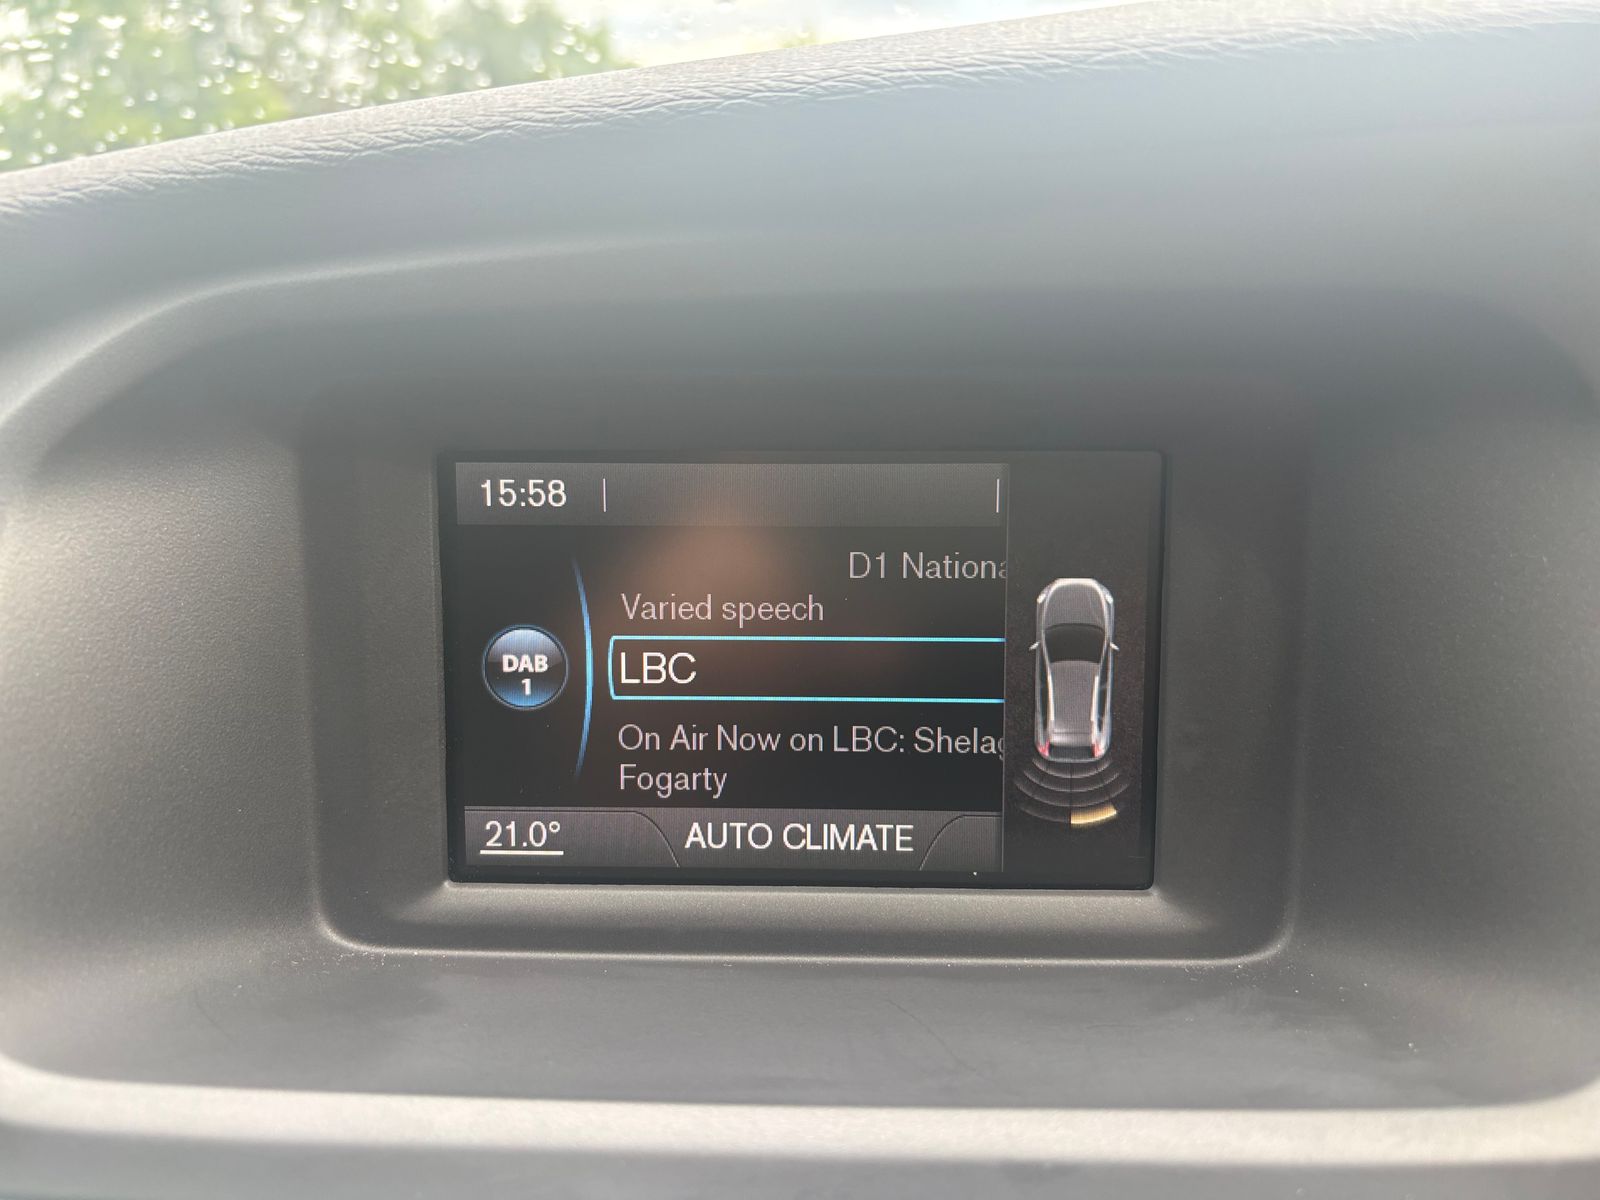 15:58
D1 Nationa
Varied speech
DAB
1
LBC
On Air Now on LBC: Shelag
Fogarty
21.0°
AUTO CLIMATE